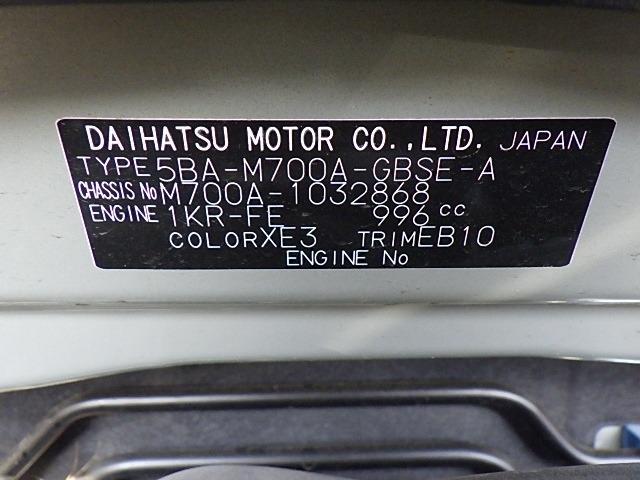 DAIHATSU MOTOR CO.,LTD. JAPAN
TYPE 5BA-M700A-GBSE-A
CHASSIS No M700A-1032868
ENGINE 1KR-FE 996 cc
COLOR XE3 TRIM EB10
ENGINE No